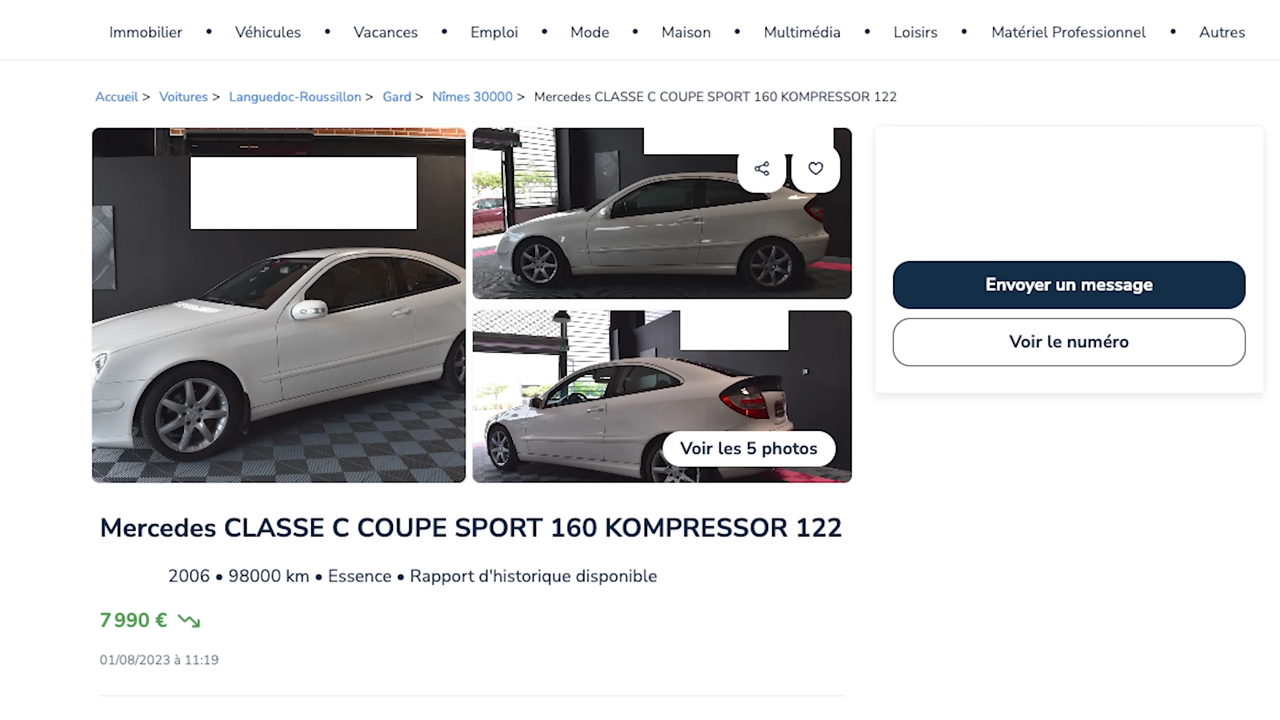 Immobilier • Véhicules • Vacances • Emploi • Mode • Maison • Multimédia • Loisirs • Matériel Professionnel • Autres
Accueil > Voitures > Languedoc-Roussillon > Gard > Nîmes 30000 > Mercedes CLASSE C COUPE SPORT 160 KOMPRESSOR 122
Envoyer un message
Voir le numéro
Voir les 5 photos
Mercedes CLASSE C COUPE SPORT 160 KOMPRESSOR 122
2006 • 98000 km • Essence • Rapport d'historique disponible
7 990 €
01/08/2023 à 11:19